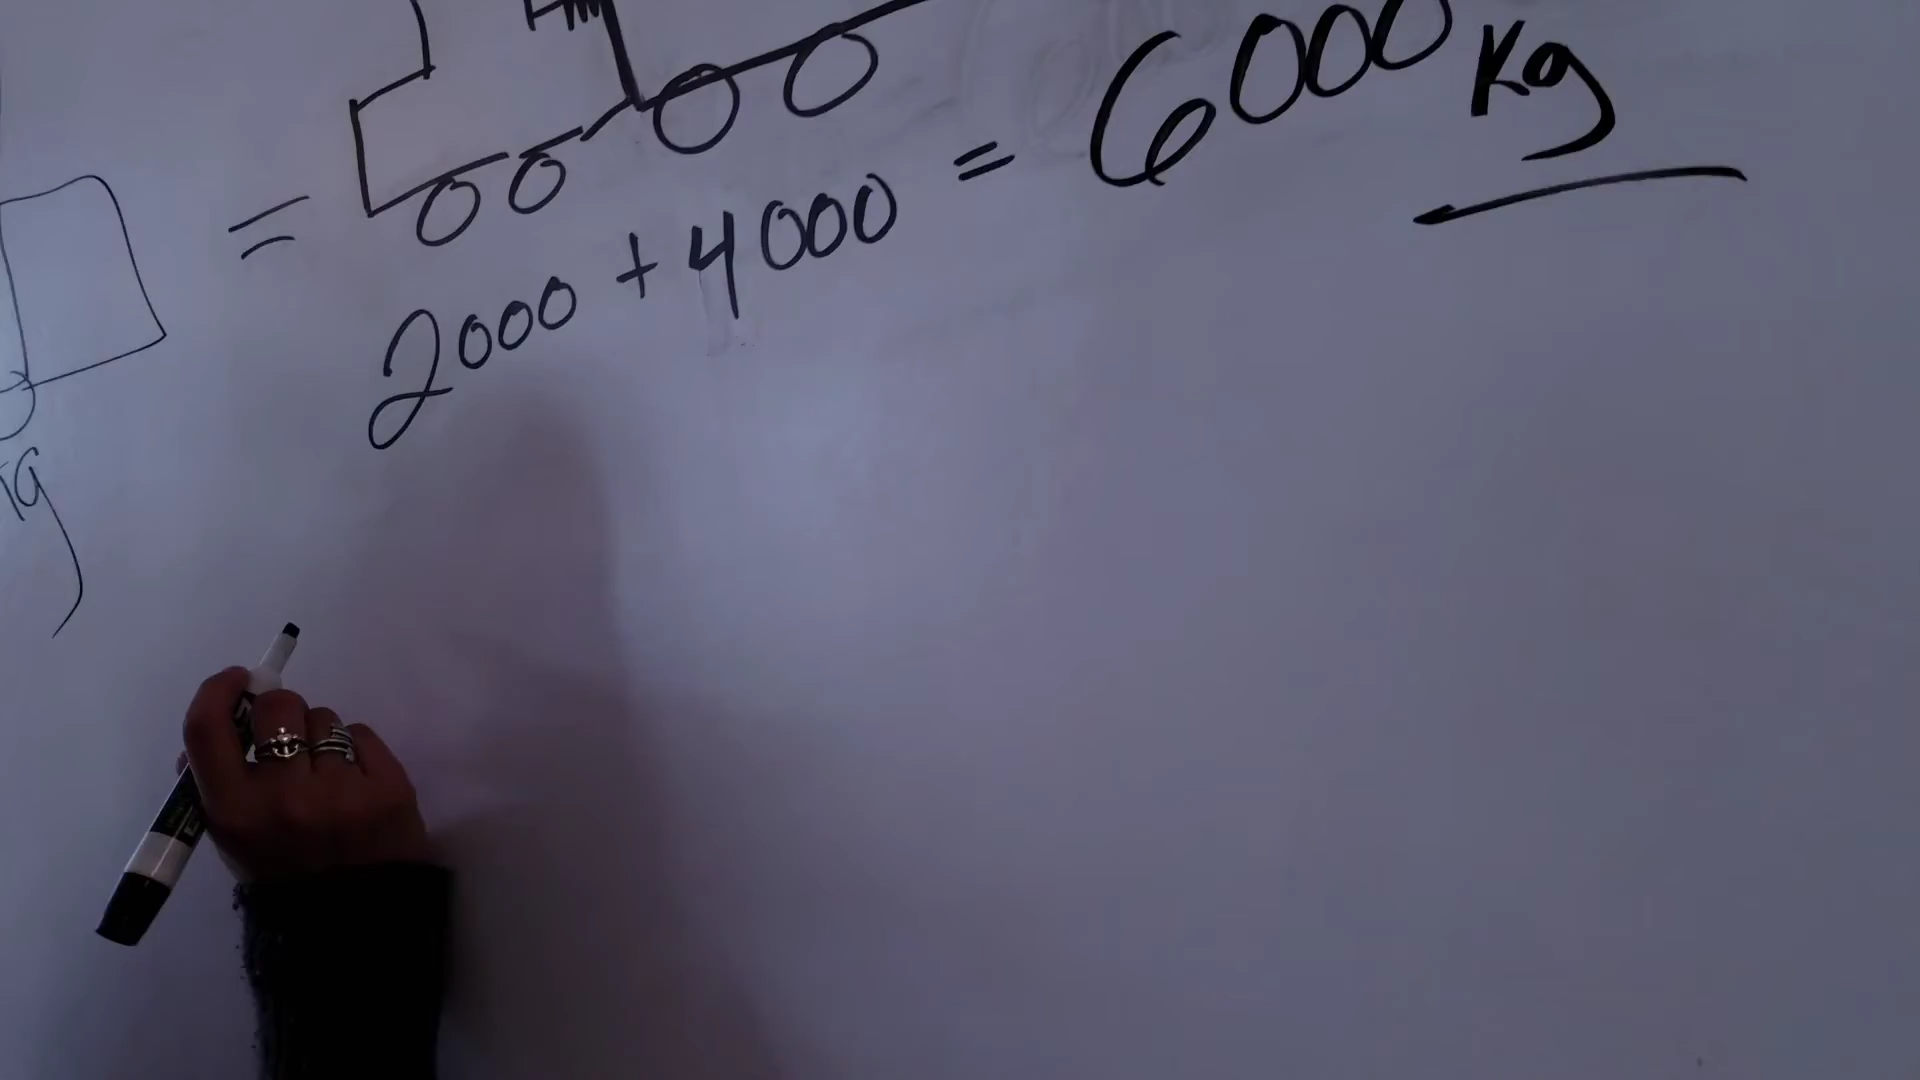 = 2000 + 4000 = 6000 kg